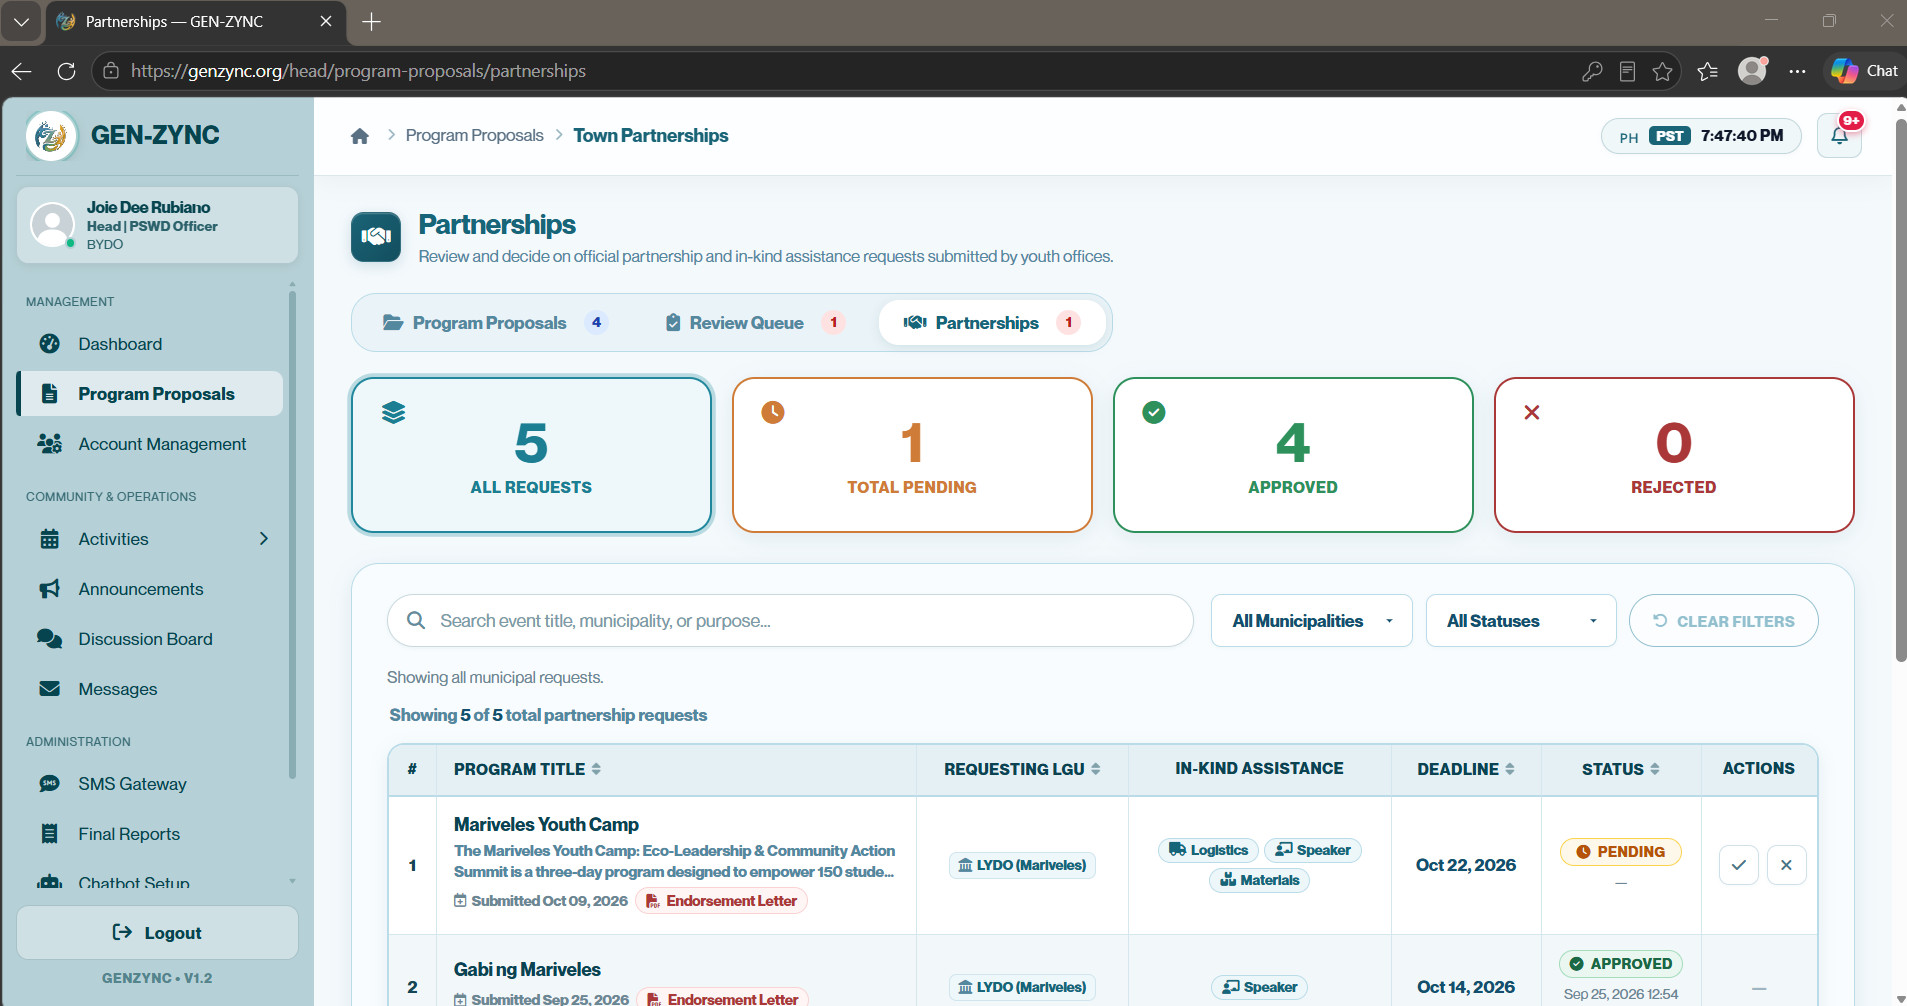 Partnerships — GEN-ZYNC
https://genzync.org/head/program-proposals/partnerships
Chat
GEN-ZYNC
Joie Dee Rubiano
Head | PSWD Officer
BYDO
MANAGEMENT
Dashboard
Program Proposals
Account Management
COMMUNITY & OPERATIONS
Activities
Announcements
Discussion Board
Messages
ADMINISTRATION
SMS Gateway
Final Reports
Chatbot Setup
Logout
GENZYNC • V1.2
Program Proposals > Town Partnerships
PH PST 7:47:40 PM
9+
Partnerships
Review and decide on official partnership and in-kind assistance requests submitted by youth offices.
Program Proposals 4
Review Queue 1
Partnerships 1
5
ALL REQUESTS
1
TOTAL PENDING
4
APPROVED
0
REJECTED
Search event title, municipality, or purpose...
All Municipalities
All Statuses
CLEAR FILTERS
Showing all municipal requests.
Showing 5 of 5 total partnership requests
# PROGRAM TITLE REQUESTING LGU IN-KIND ASSISTANCE DEADLINE STATUS ACTIONS
1
Mariveles Youth Camp
The Mariveles Youth Camp: Eco-Leadership & Community Action
Summit is a three-day program designed to empower 150 stude...
Submitted Oct 09, 2026 Endorsement Letter
LYDO (Mariveles)
Logistics Speaker
Materials
Oct 22, 2026
PENDING
—
2
Gabi ng Mariveles
Submitted Sep 25, 2026 Endorsement Letter
LYDO (Mariveles)
Speaker
Oct 14, 2026
APPROVED
Sep 25, 2026 12:54
—